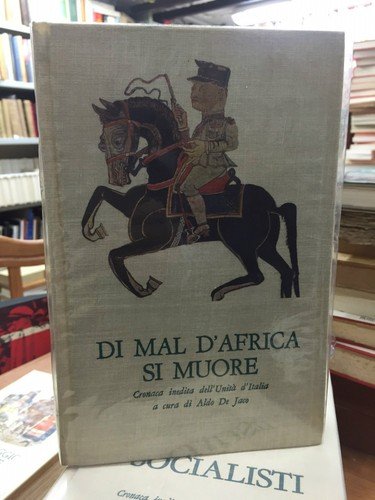 DI MAL D'AFRICA
SI MUORE
Cronaca inedita dell'Unità d'Italia
a cura di Aldo De Jaco
SOCIALISTI